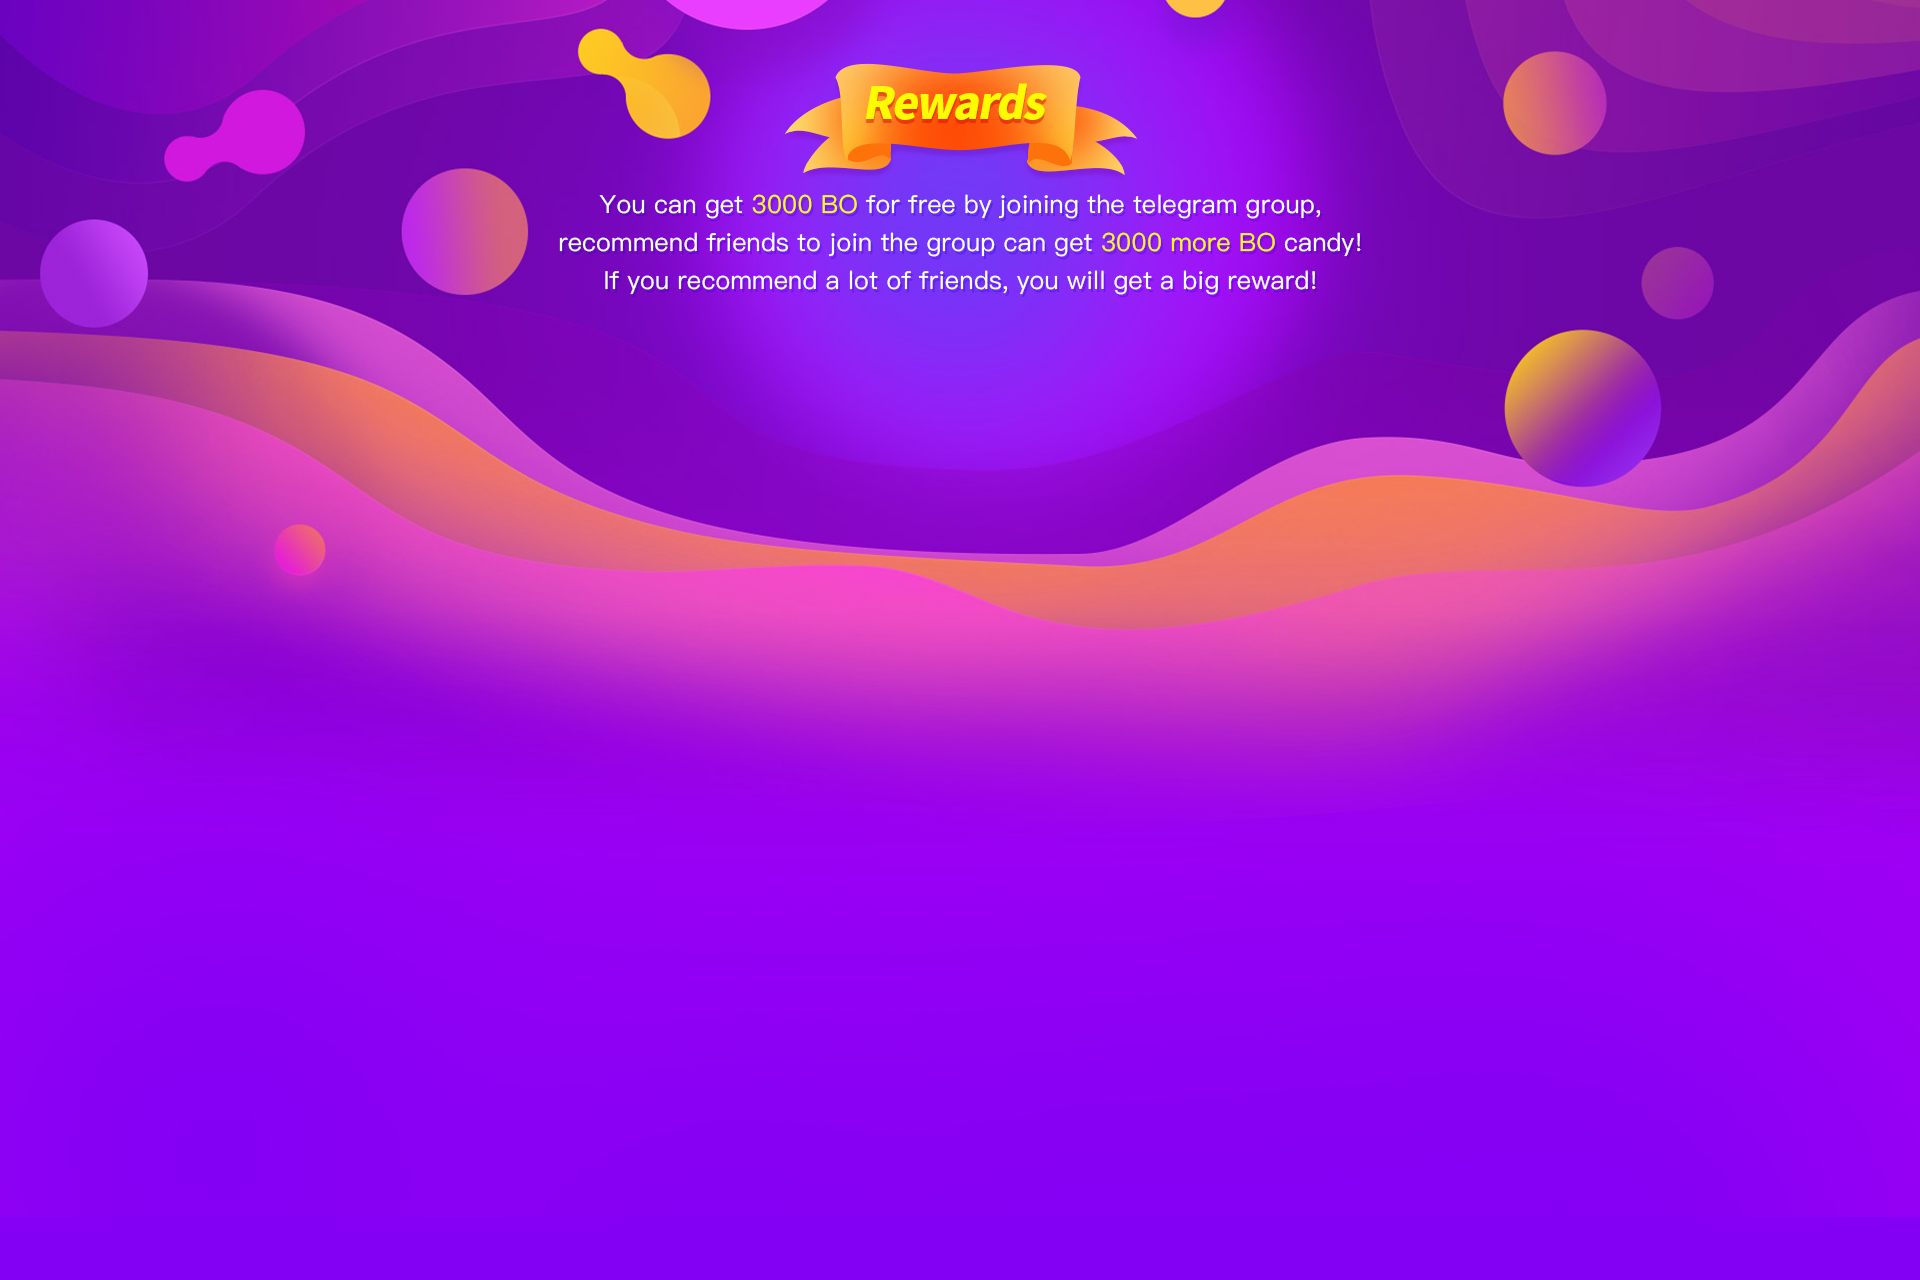 Rewards
You can get 3000 BO for free by joining the telegram group,
recommend friends to join the group can get 3000 more BO candy!
If you recommend a lot of friends, you will get a big reward!